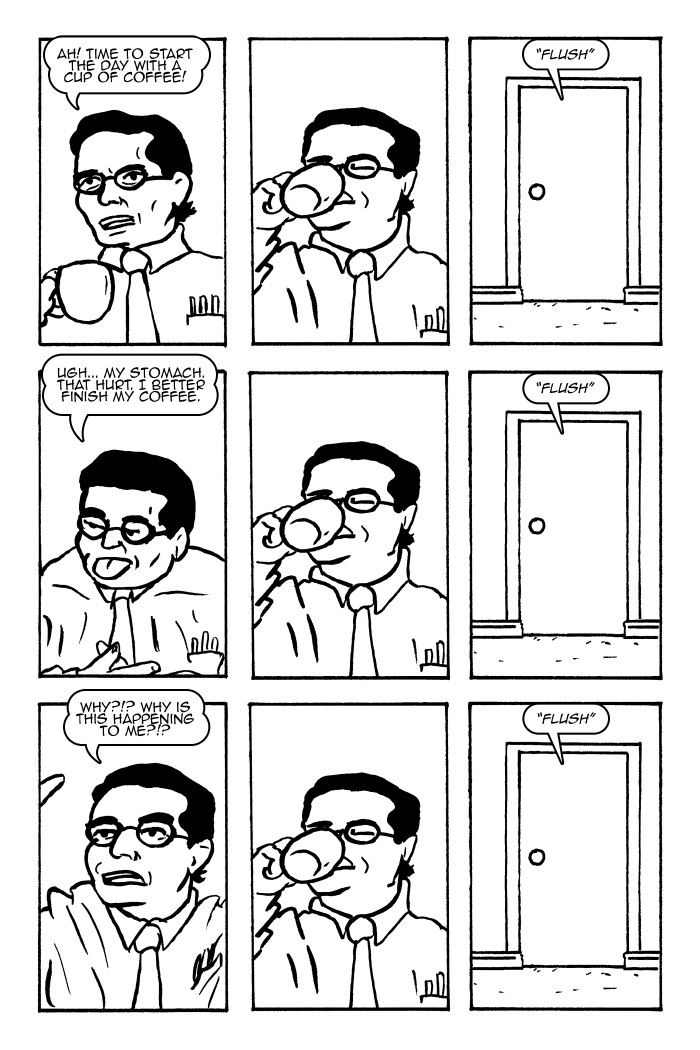 AH! TIME TO START
THE DAY WITH A
CUP OF COFFEE!
"FLUSH"
UGH... MY STOMACH.
THAT HURT. I BETTER
FINISH MY COFFEE.
"FLUSH"
WHY?!? WHY IS
THIS HAPPENING
TO ME?!?
"FLUSH"